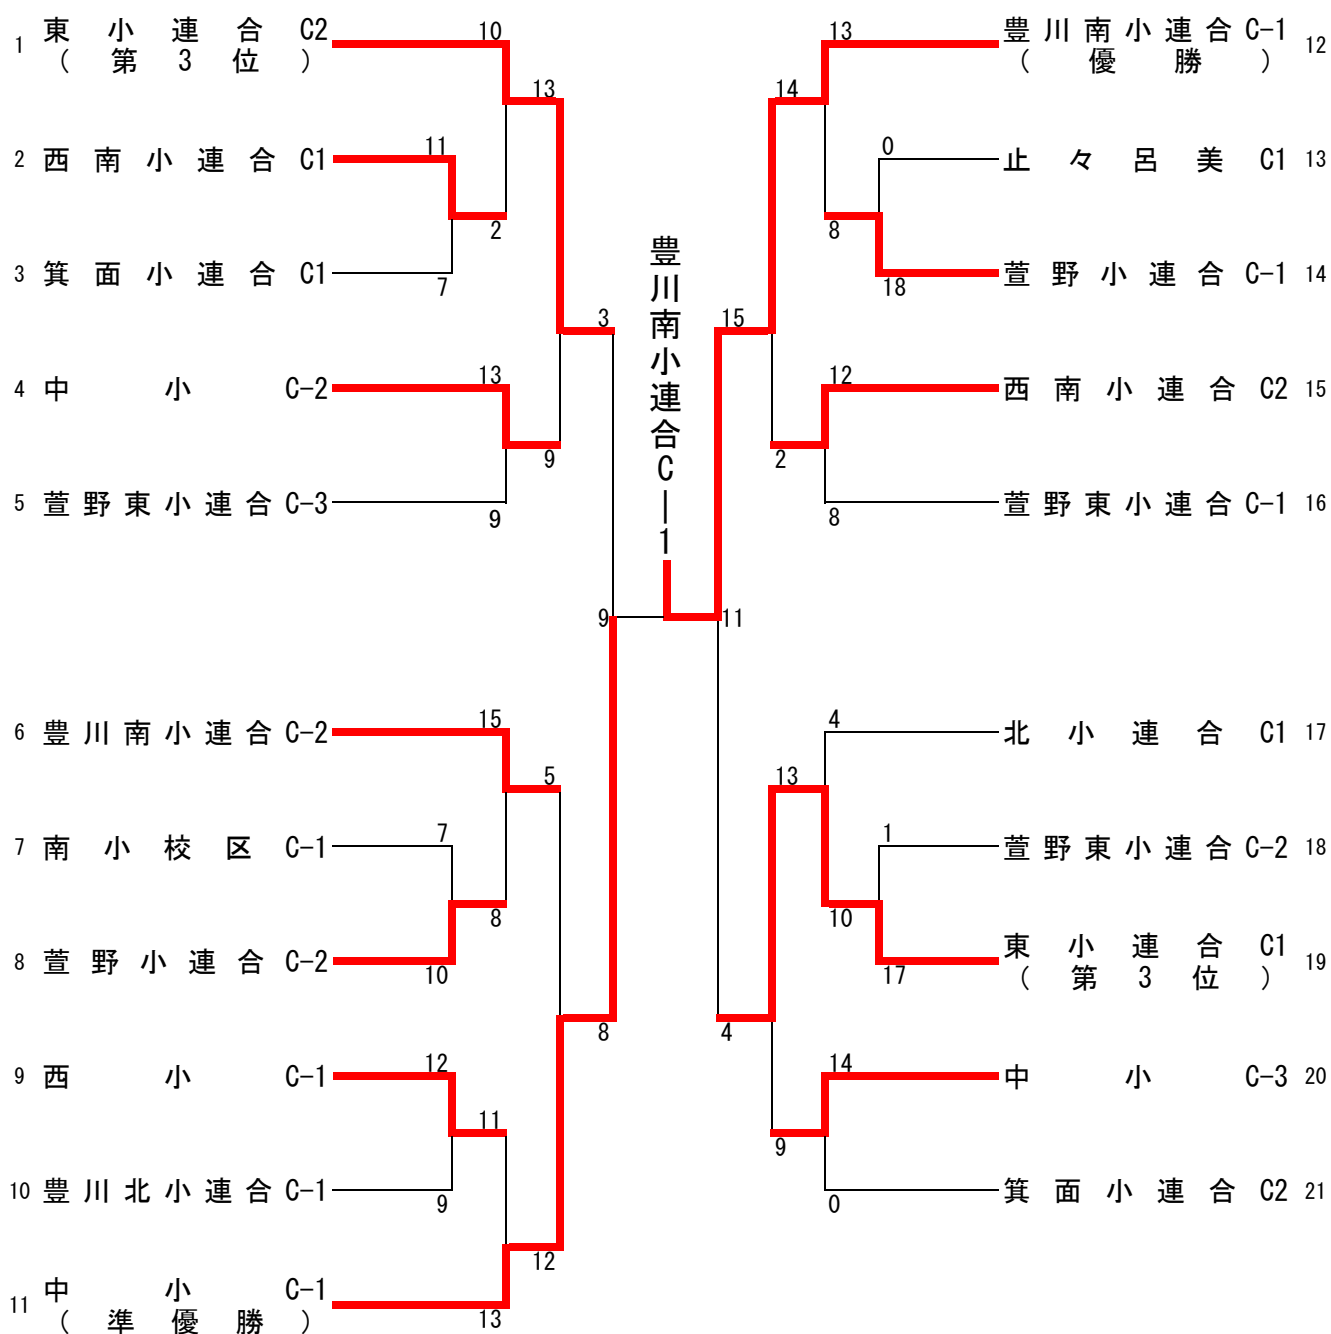 1 東小連合 C2
(第3位)
2 西南小連合 C1
3 箕面小連合 C1
4 中小 C-2
5 萱野東小連合 C-3
6 豊川南小連合 C-2
7 南小校区 C-1
8 萱野小連合 C-2
9 西小 C-1
10 豊川北小連合 C-1
11 中小 C-1
(準優勝)
10
13
11
2
7
3
13
9
9
9
15
5
7
8
10
8
12
11
9
12
13
豊川南小連合C-1
13
14
0
8
18
15
12
2
8
11
4
13
1
10
17
4
14
9
0
豊川南小連合 C-1 12
(優勝)
止々呂美 C1 13
萱野小連合 C-1 14
西南小連合 C2 15
萱野東小連合 C-1 16
北小連合 C1 17
萱野東小連合 C-2 18
東小連合 C1 19
(第3位)
中小 C-3 20
箕面小連合 C2 21